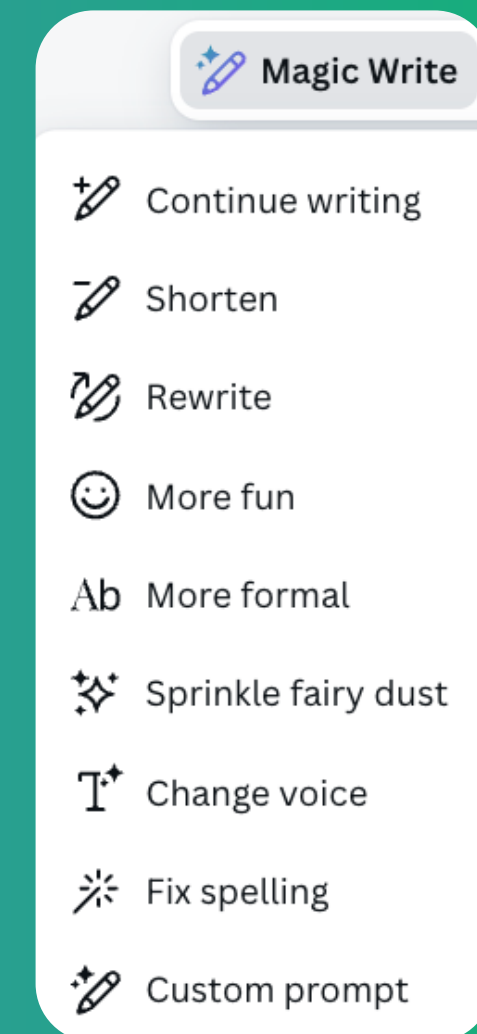 Magic Write
Continue writing
Shorten
Rewrite
More fun
Ab More formal
Sprinkle fairy dust
Change voice
Fix spelling
Custom prompt